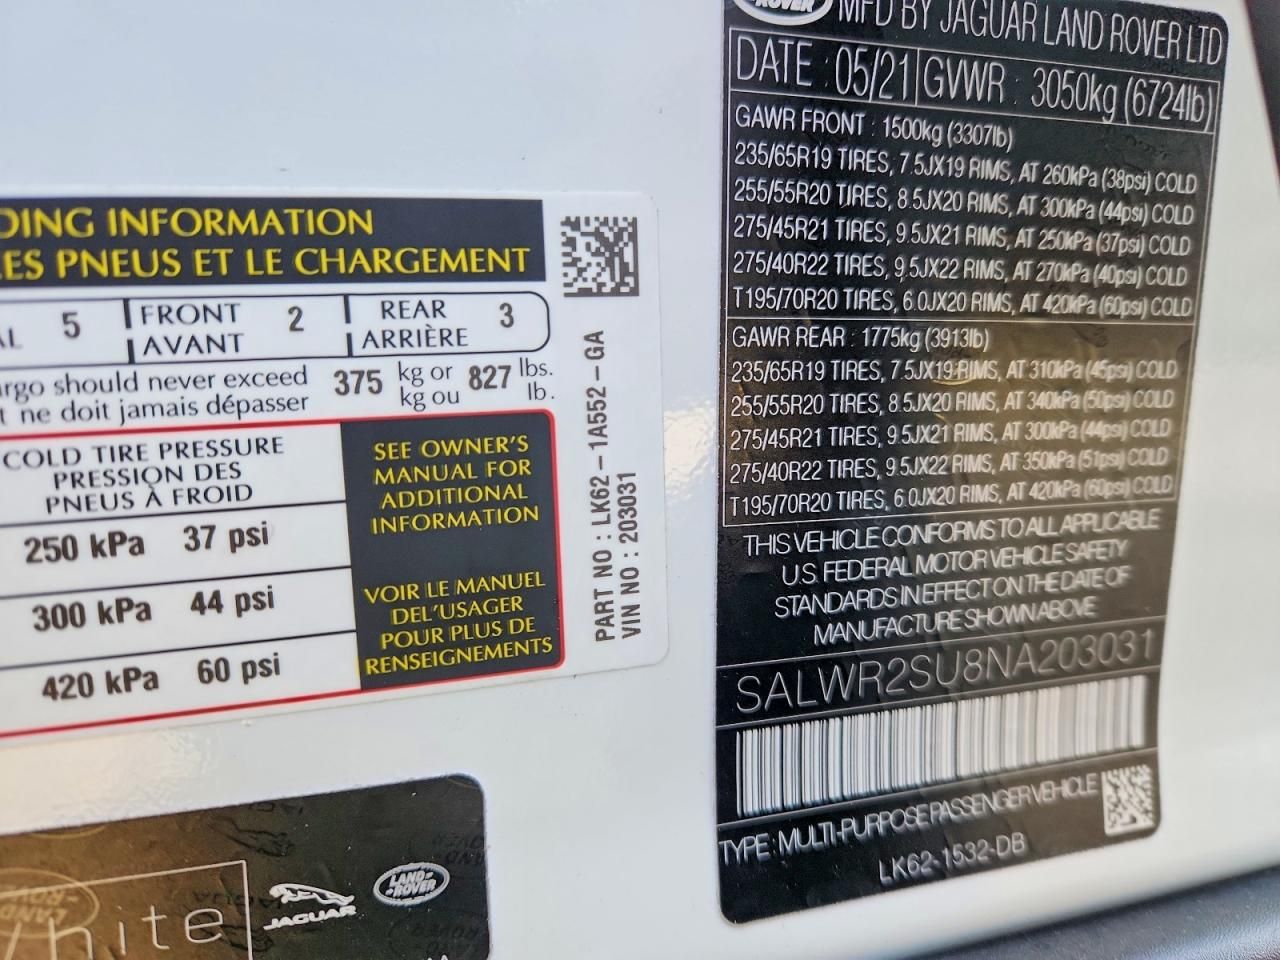 DING INFORMATION
ES PNEUS ET LE CHARGEMENT
AL 5 FRONT 2 REAR 3
AVANT ARRIÈRE
argo should never exceed 375 kg or 827 lbs.
t ne doit jamais dépasser kg ou lb.
COLD TIRE PRESSURE
PRESSION DES
PNEUS À FROID
250 kPa 37 psi
300 kPa 44 psi
420 kPa 60 psi
SEE OWNER'S
MANUAL FOR
ADDITIONAL
INFORMATION
VOIR LE MANUEL
DEL'USAGER
POUR PLUS DE
RENSEIGNEMENTS
PART NO : LK62-1A552-GA
VIN NO : 203031
ROVER
MFD BY JAGUAR LAND ROVER LTD
DATE : 05/21 GVWR : 3050kg (6724lb)
GAWR FRONT : 1500kg (3307lb)
235/65R19 TIRES, 7.5JX19 RIMS, AT 260kPa (38psi) COLD
255/55R20 TIRES, 8.5JX20 RIMS, AT 300kPa (44psi) COLD
275/45R21 TIRES, 9.5JX21 RIMS, AT 250kPa (37psi) COLD
275/40R22 TIRES, 9.5JX22 RIMS, AT 270kPa (40psi) COLD
T195/70R20 TIRES, 6.0JX20 RIMS, AT 420kPa (60psi) COLD
GAWR REAR : 1775kg (3913lb)
235/65R19 TIRES, 7.5JX19 RIMS, AT 310kPa (45psi) COLD
255/55R20 TIRES, 8.5JX20 RIMS, AT 340kPa (50psi) COLD
275/45R21 TIRES, 9.5JX21 RIMS, AT 300kPa (44psi) COLD
275/40R22 TIRES, 9.5JX22 RIMS, AT 350kPa (51psi) COLD
T195/70R20 TIRES, 6.0JX20 RIMS, AT 420kPa (60psi) COLD
THIS VEHICLE CONFORMS TO ALL APPLICABLE
U.S. FEDERAL MOTOR VEHICLE SAFETY
STANDARDS IN EFFECT ON THE DATE OF
MANUFACTURE SHOWN ABOVE
SALWR2SU8NA203031
TYPE : MULTI-PURPOSE PASSENGER VEHICLE
LK62-1532-DB
hite
JAGUAR
LAND
ROVER